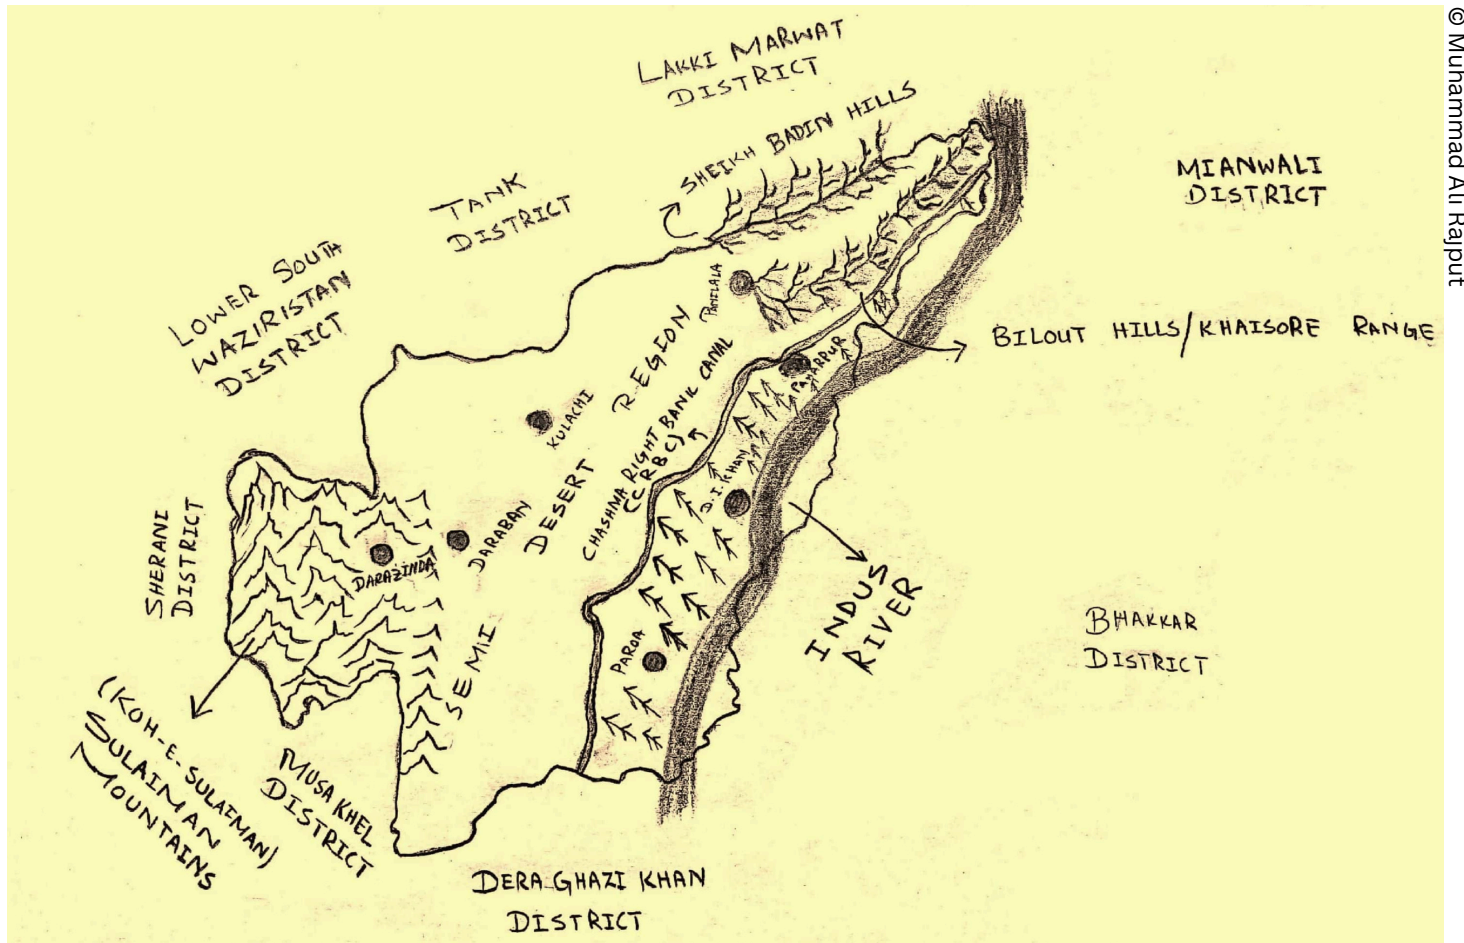 © Muhammad Ali Rajput
LAKKI MARWAT
DISTRICT
SHEIKH BADIN HILLS
MIANWALI
DISTRICT
TANK
DISTRICT
LOWER SOUTH
WAZIRISTAN
DISTRICT
PANIALA
BILOUT HILLS/KHAISORE RANGE
PAHARPUR
KULACHI
SEMI DESERT REGION
CHASHMA RIGHT BANK CANAL
(CRBC)
D.I.KHAN
DARABAN
DARAZINDA
SHERANI
DISTRICT
INDUS
RIVER
BHAKKAR
DISTRICT
PAROA
(KOH-E-SULAIMAN)
SULAIMAN
MOUNTAINS
MUSA KHEL
DISTRICT
DERA GHAZI KHAN
DISTRICT